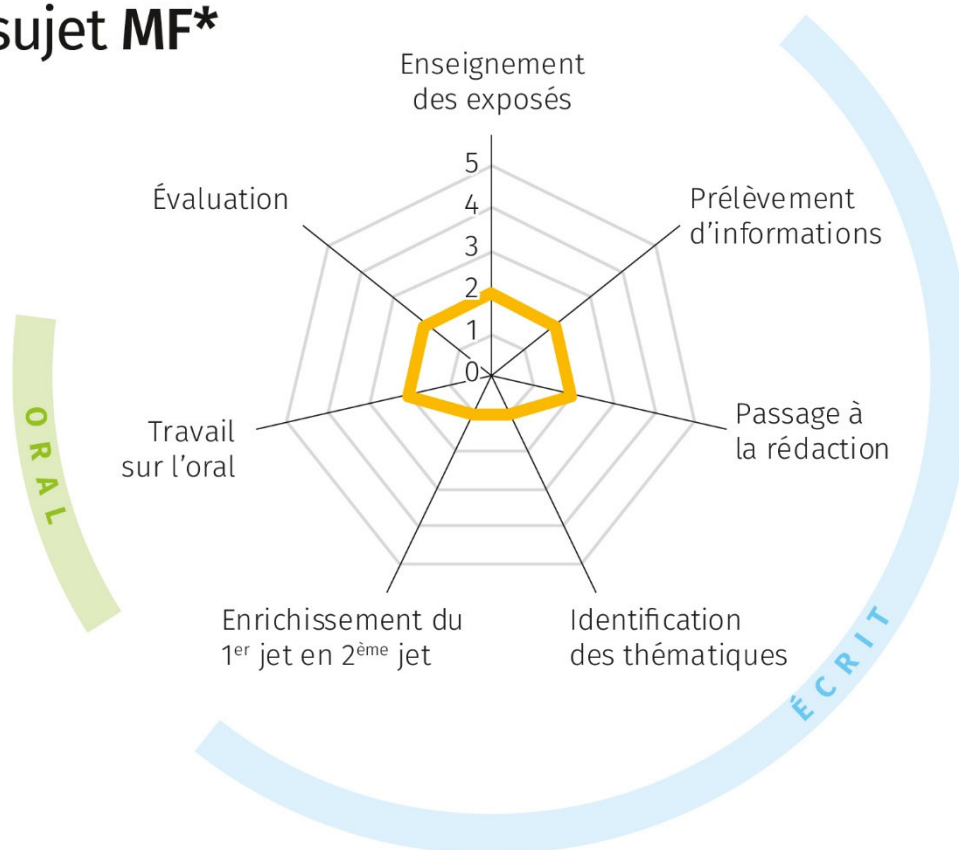 sujet MF*
Enseignement
des exposés
Prélèvement
d'informations
Passage à
la rédaction
Identification
des thématiques
Enrichissement du
1er jet en 2ème jet
Travail
sur l'oral
Évaluation
5
4
3
2
1
0
ORAL
ÉCRIT